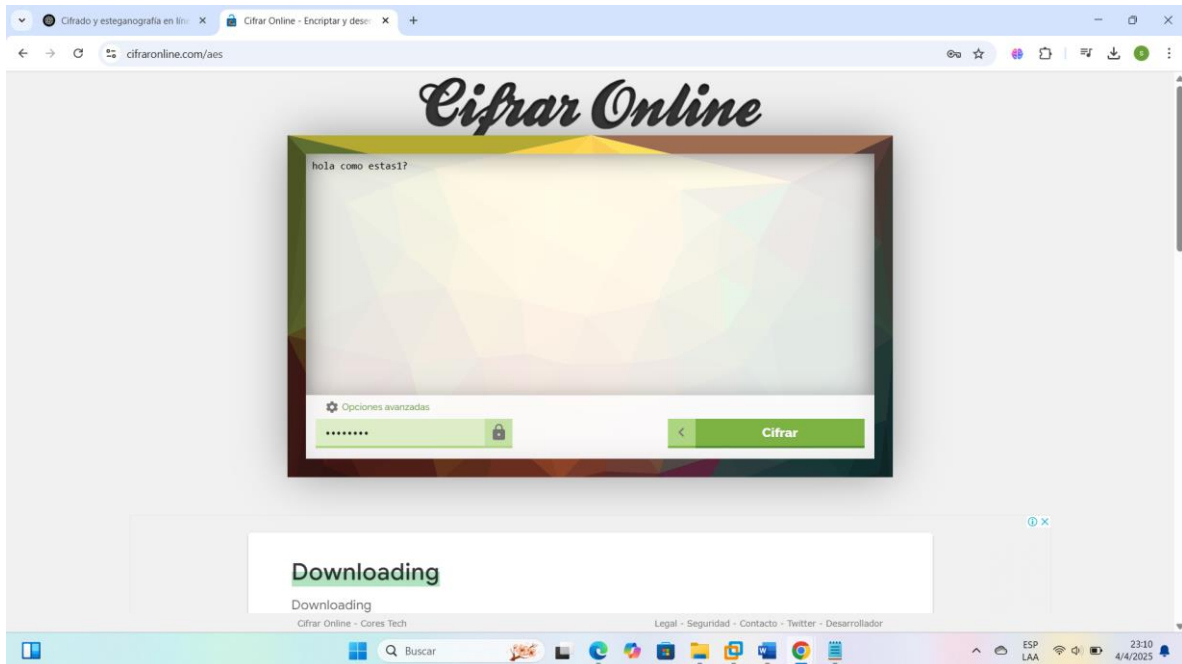 Cifrado y esteganografía en lín
Cifrar Online - Encriptar y deser
cifraronline.com/aes
Cifrar Online
hola como estas1?
Opciones avanzadas
••••••••
Cifrar
Downloading
Downloading
Cifrar Online - Cores Tech
Legal - Seguridad - Contacto - Twitter - Desarrollador
Buscar
ESP
LAA
23:10
4/4/2025